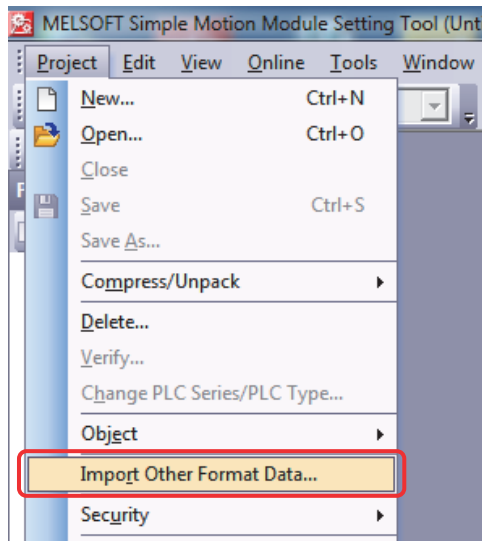 MELSOFT Simple Motion Module Setting Tool (Unt
Project Edit View Online Tools Window
New... Ctrl+N
Open... Ctrl+O
Close
Save Ctrl+S
Save As...
Compress/Unpack
Delete...
Verify...
Change PLC Series/PLC Type...
Object
Import Other Format Data...
Security